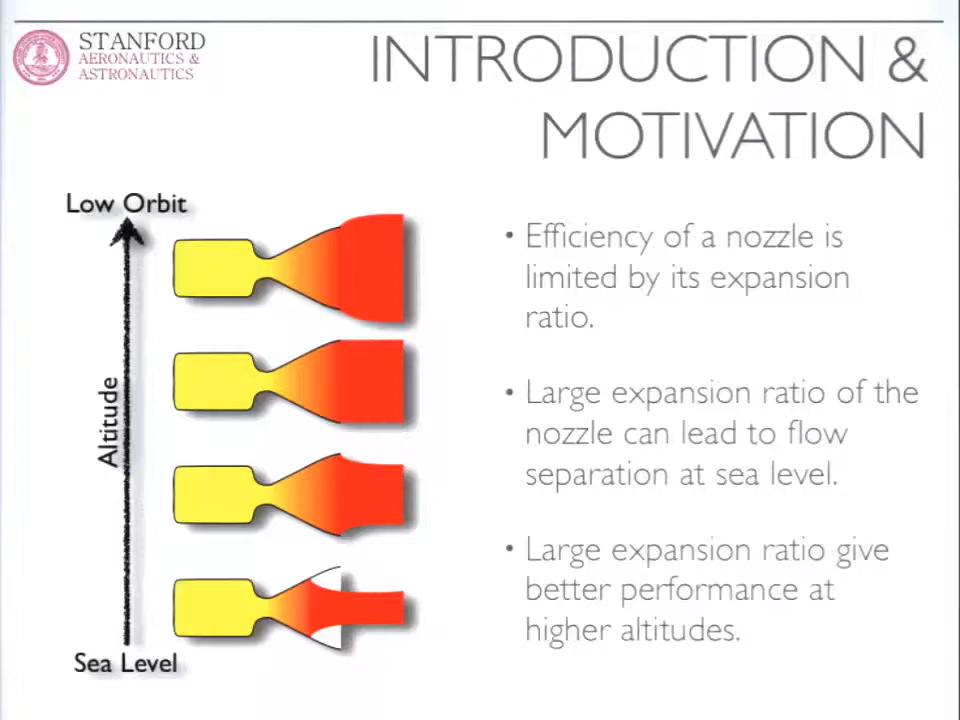 STANFORD
AERONAUTICS &
ASTRONAUTICS
INTRODUCTION &
MOTIVATION
Low Orbit
Altitude
Sea Level
• Efficiency of a nozzle is
limited by its expansion
ratio.
• Large expansion ratio of the
nozzle can lead to flow
separation at sea level.
• Large expansion ratio give
better performance at
higher altitudes.